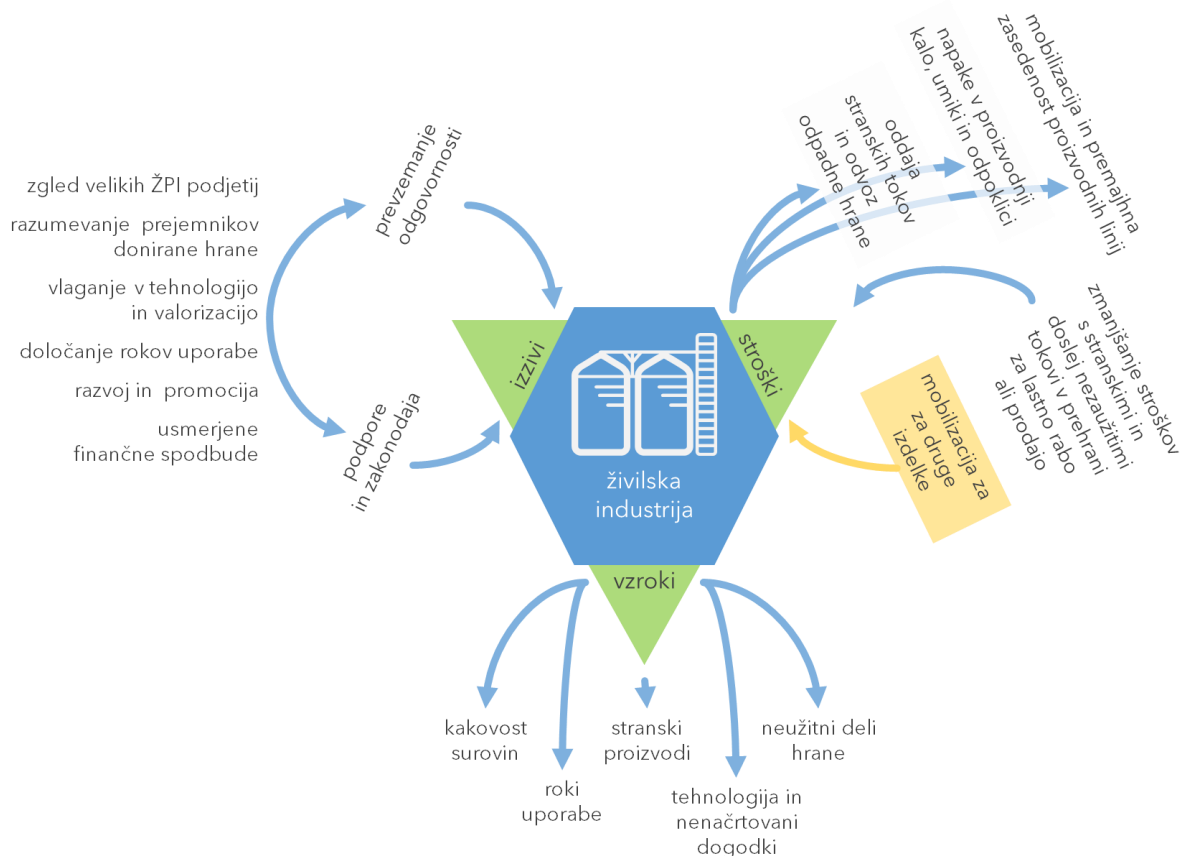 zgled velikih ŽPI podjetij
razumevanje prejemnikov
donirane hrane
vlaganje v tehnologijo
in valorizacijo
določanje rokov uporabe
razvoj in promocija
usmerjene
finančne spodbude
prevzemanje
odgovornosti
podpore
in zakonodaja
izzivi
stroški
živilska
industrija
vzroki
oddaja
stranskih tokov
in odvoz
odpadne hrane
napake v proizvodnji
kalo, umiki in odpoklici
mobilizacija in premajhna
zasedenost proizvodnih linij
zmanjšanje stroškov
s stranskimi in
doslej nezaužitimi
tokovi v prehrani
za lastno rabo
ali prodajo
mobilizacija za
za druge
izdelke
kakovost
surovin
roki
uporabe
stranski
proizvodi
tehnologija in
nenačrtovani
dogodki
neužitni deli
hrane